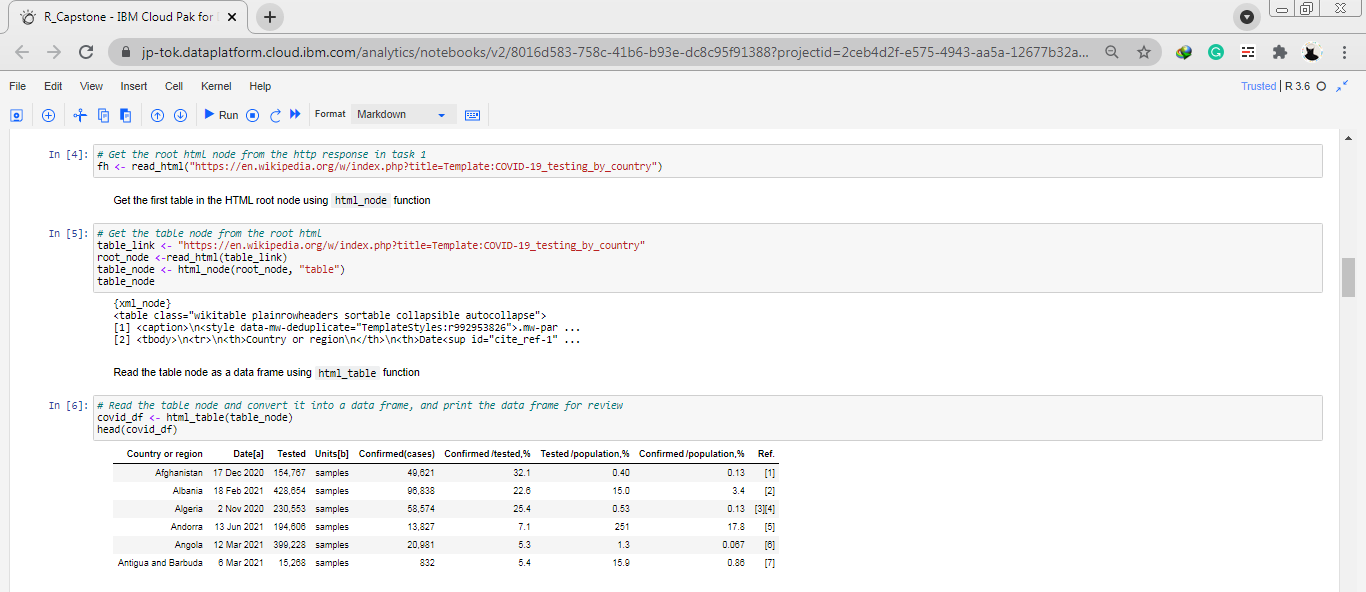 R_Capstone - IBM Cloud Pak for
jp-tok.dataplatform.cloud.ibm.com/analytics/notebooks/v2/8016d583-758c-41b6-b93e-dc8c95f91388?projectid=2ceb4d2f-e575-4943-aa5a-12677b32a...
File Edit View Insert Cell Kernel Help Trusted | R 3.6
Run Format Markdown
In [4]: # Get the root html node from the http response in task 1
fh <- read_html("https://en.wikipedia.org/w/index.php?title=Template:COVID-19_testing_by_country")
Get the first table in the HTML root node using html_node function
In [5]: # Get the table node from the root html
table_link <- "https://en.wikipedia.org/w/index.php?title=Template:COVID-19_testing_by_country"
root_node <-read_html(table_link)
table_node <- html_node(root_node, "table")
table_node
{xml_node}
<table class="wikitable plainrowheaders sortable collapsible autocollapse">
[1] <caption>\n<style data-mw-deduplicate="TemplateStyles:r992953826">.mw-par ...
[2] <tbody>\n<tr>\n<th>Country or region\n</th>\n<th>Date<sup id="cite_ref-1" ...
Read the table node as a data frame using html_table function
In [6]: # Read the table node and convert it into a data frame, and print the data frame for review
covid_df <- html_table(table_node)
head(covid_df)
Country or region Date[a] Tested Units[b] Confirmed(cases) Confirmed /tested,% Tested /population,% Confirmed /population,% Ref.
Afghanistan 17 Dec 2020 154,767 samples 49,621 32.1 0.40 0.13 [1]
Albania 18 Feb 2021 428,654 samples 96,838 22.6 15.0 3.4 [2]
Algeria 2 Nov 2020 230,553 samples 58,574 25.4 0.53 0.13 [3][4]
Andorra 13 Jun 2021 194,606 samples 13,827 7.1 251 17.8 [5]
Angola 12 Mar 2021 399,228 samples 20,981 5.3 1.3 0.067 [6]
Antigua and Barbuda 6 Mar 2021 15,268 samples 832 5.4 15.9 0.86 [7]